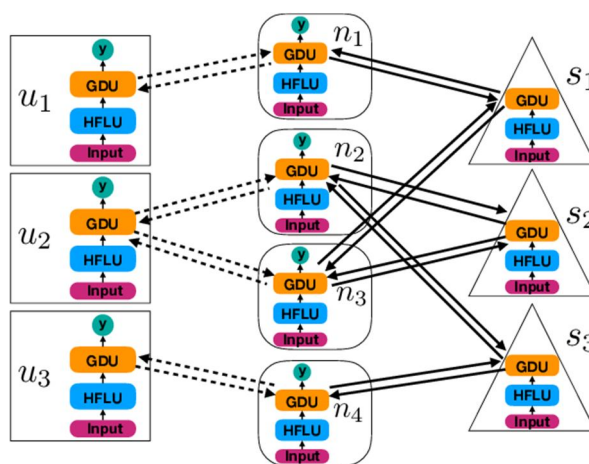 u1
y
GDU
HFLU
Input
u2
y
GDU
HFLU
Input
u3
y
GDU
HFLU
Input
n1
y
GDU
HFLU
Input
n2
y
GDU
HFLU
Input
n3
y
GDU
HFLU
Input
n4
y
GDU
HFLU
Input
s1
GDU
HFLU
Input
s2
GDU
HFLU
Input
s3
GDU
HFLU
Input